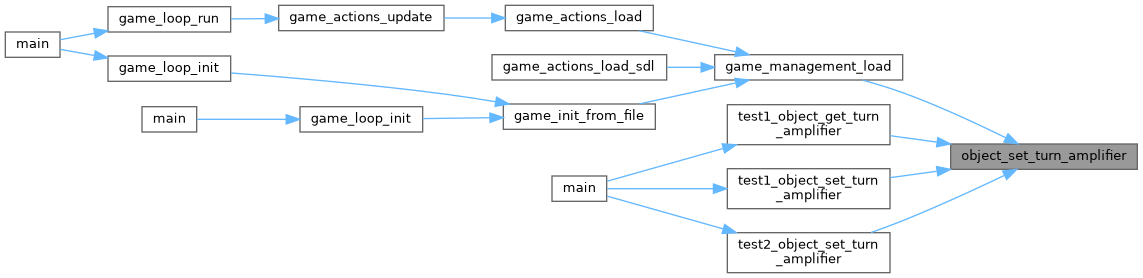 main
game_loop_run
game_actions_update
game_actions_load
game_loop_init
game_actions_load_sdl
game_management_load
main
game_loop_init
game_init_from_file
test1_object_get_turn
_amplifier
object_set_turn_amplifier
main
test1_object_set_turn
_amplifier
test2_object_set_turn
_amplifier